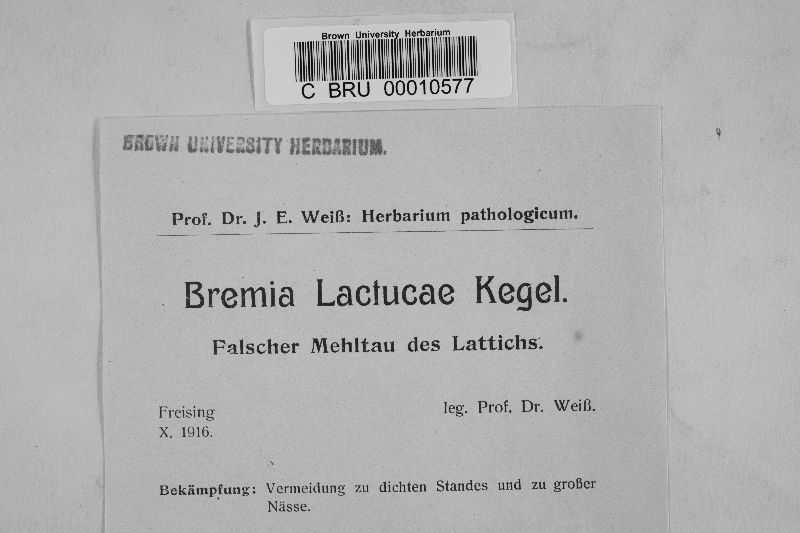 Brown University Herbarium
C BRU 00010577
BROWN UNIVERSITY HERBARIUM.
Prof. Dr. J. E. Weiß: Herbarium pathologicum.
Bremia Lactucae Kegel.
Falscher Mehltau des Lattichs.
Freising
leg. Prof. Dr. Weiß.
X. 1916.
Bekämpfung: Vermeidung zu dichten Standes und zu großer
Nässe.